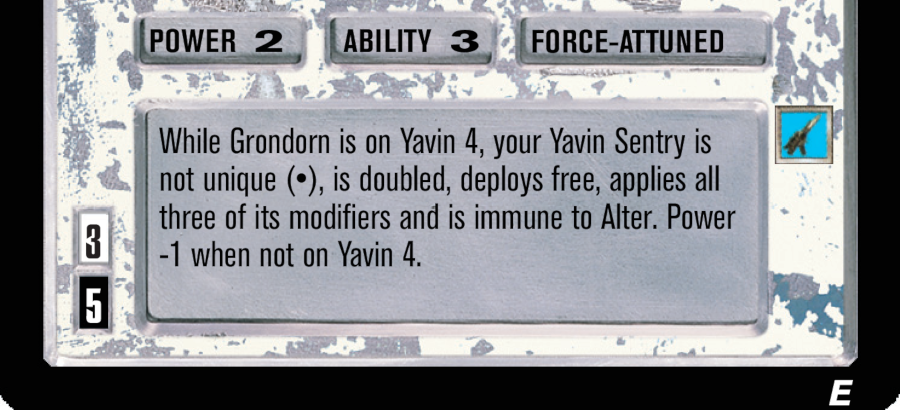 POWER 2 ABILITY 3 FORCE-ATTUNED
While Grondorn is on Yavin 4, your Yavin Sentry is
not unique (•), is doubled, deploys free, applies all
three of its modifiers and is immune to Alter. Power
-1 when not on Yavin 4.
3
5
E